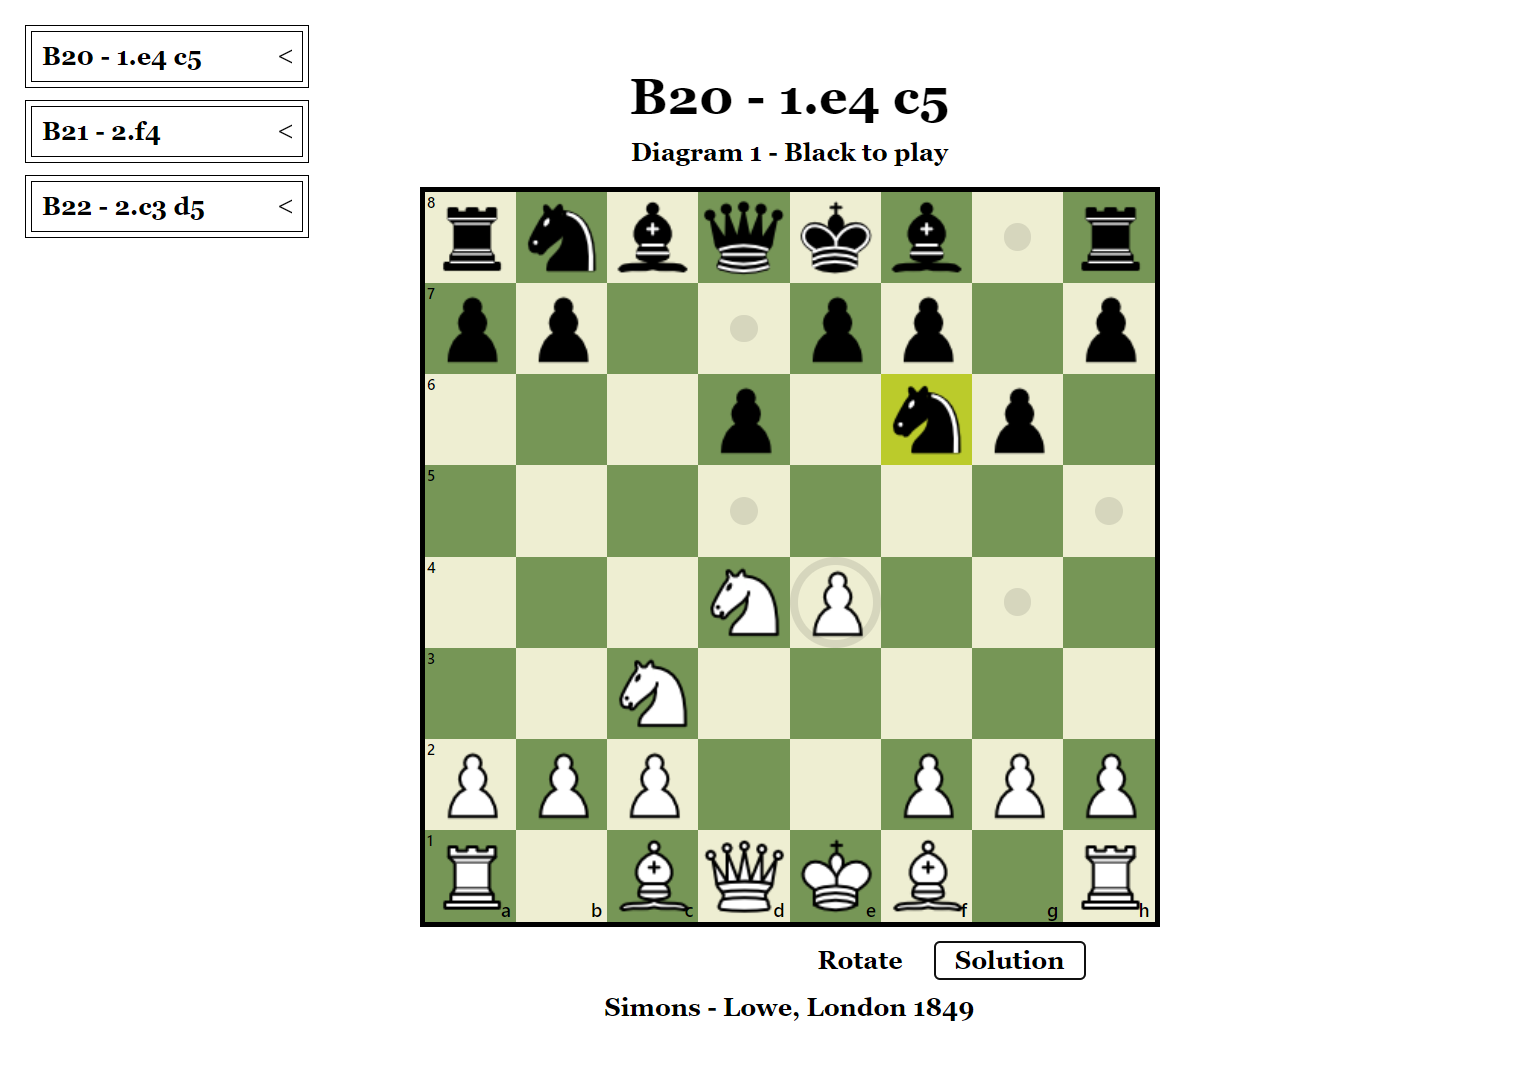 B20 - 1.e4 c5 <
B21 - 2.f4 <
B22 - 2.c3 d5 <
B20 - 1.e4 c5
Diagram 1 - Black to play
8
7
6
5
4
3
2
1
a b c d e f g h
Rotate Solution
Simons - Lowe, London 1849